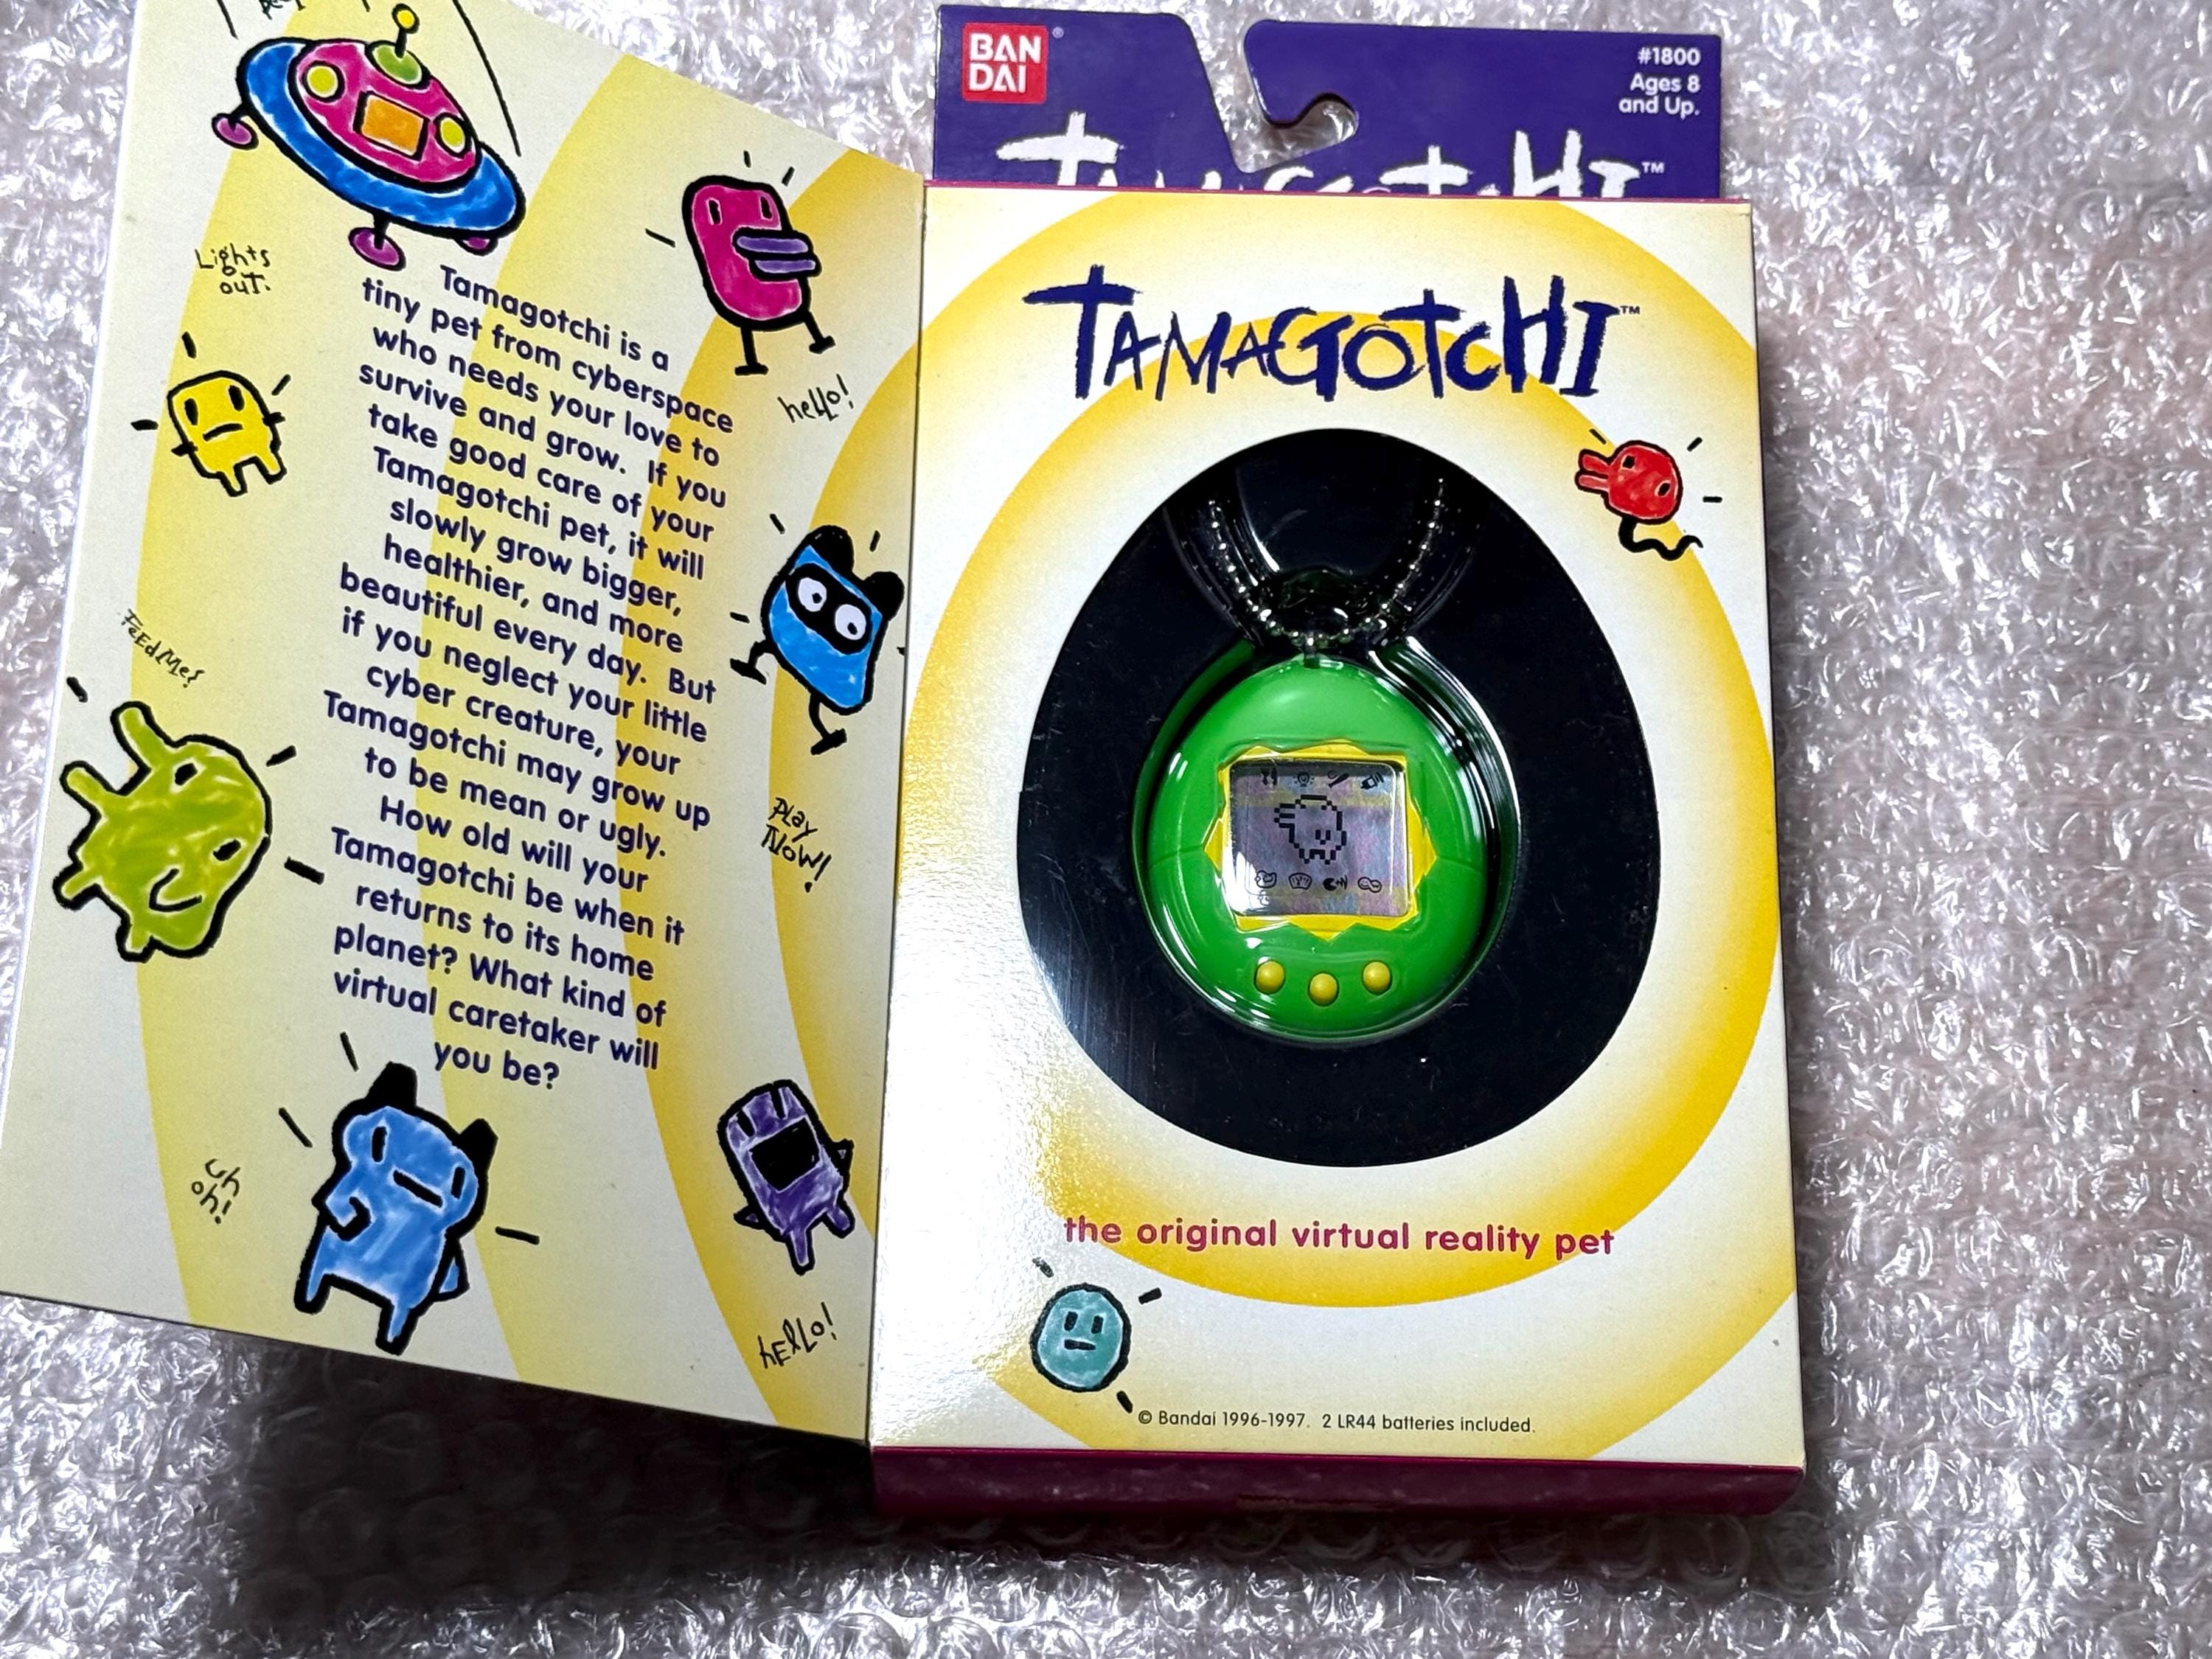 Lights
out.
hello!
Tamagotchi is a
tiny pet from cyberspace
who needs your love to
survive and grow. If you
take good care of your
Tamagotchi pet, it will
slowly grow bigger,
healthier, and more
beautiful every day. But
if you neglect your little
cyber creature, your
Tamagotchi may grow up
to be mean or ugly.
How old will your
Tamagotchi be when it
returns to its home
planet? What kind of
virtual caretaker will
you be?
FeEd Me!
PLay
Now!
uh
oh!
hEllo!
BAN
DAI
®
#1800
Ages 8
and Up.
TAMAGOTCHI™
TAMAGOTCHI™
the original virtual reality pet
© Bandai 1996-1997. 2 LR44 batteries included.